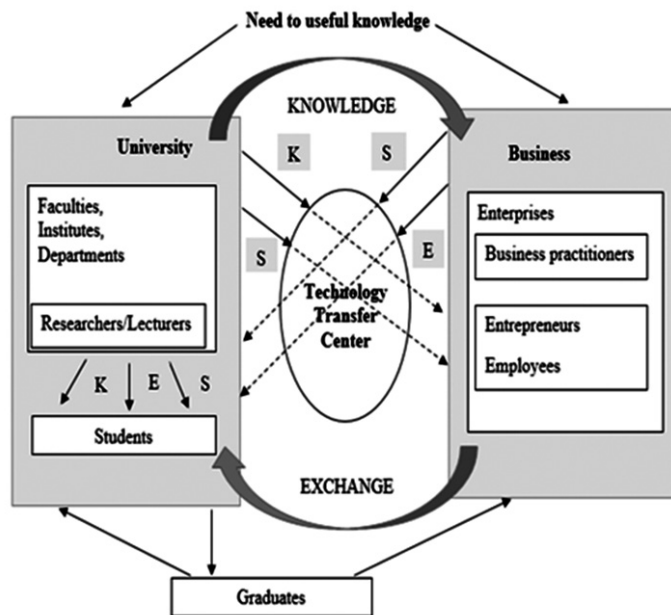 Need to useful knowledge
KNOWLEDGE
University
K
S
Business
Faculties,
Institutes,
Departments
Enterprises
Business practitioners
S
E
Technology
Transfer
Center
Researchers/Lecturers
Entrepreneurs
Employees
K
E
S
Students
EXCHANGE
Graduates